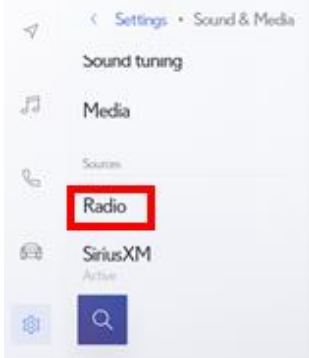 < Settings • Sound & Media
Sound tuning
Media
Sources
Radio
SiriusXM
Active